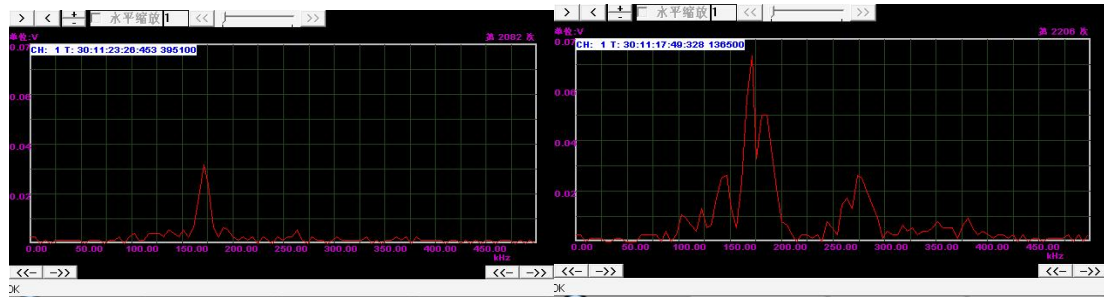 > < + - 水平缩放 1 << >>
单位:V 第 2082 次
0.07 CH: 1 T: 30:11:23:26:453 395100
0.06
0.04
0.02
0.00 50.00 100.00 150.00 200.00 250.00 300.00 350.00 400.00 450.00
kHz
<<- ->> <<- ->>
OK
> < + - 水平缩放 1 << >>
单位:V 第 2208 次
0.07 CH: 1 T: 30:11:17:49:328 136500
0.06
0.04
0.02
0.00 50.00 100.00 150.00 200.00 250.00 300.00 350.00 400.00 450.00
kHz
<<- ->> <<- ->>
OK